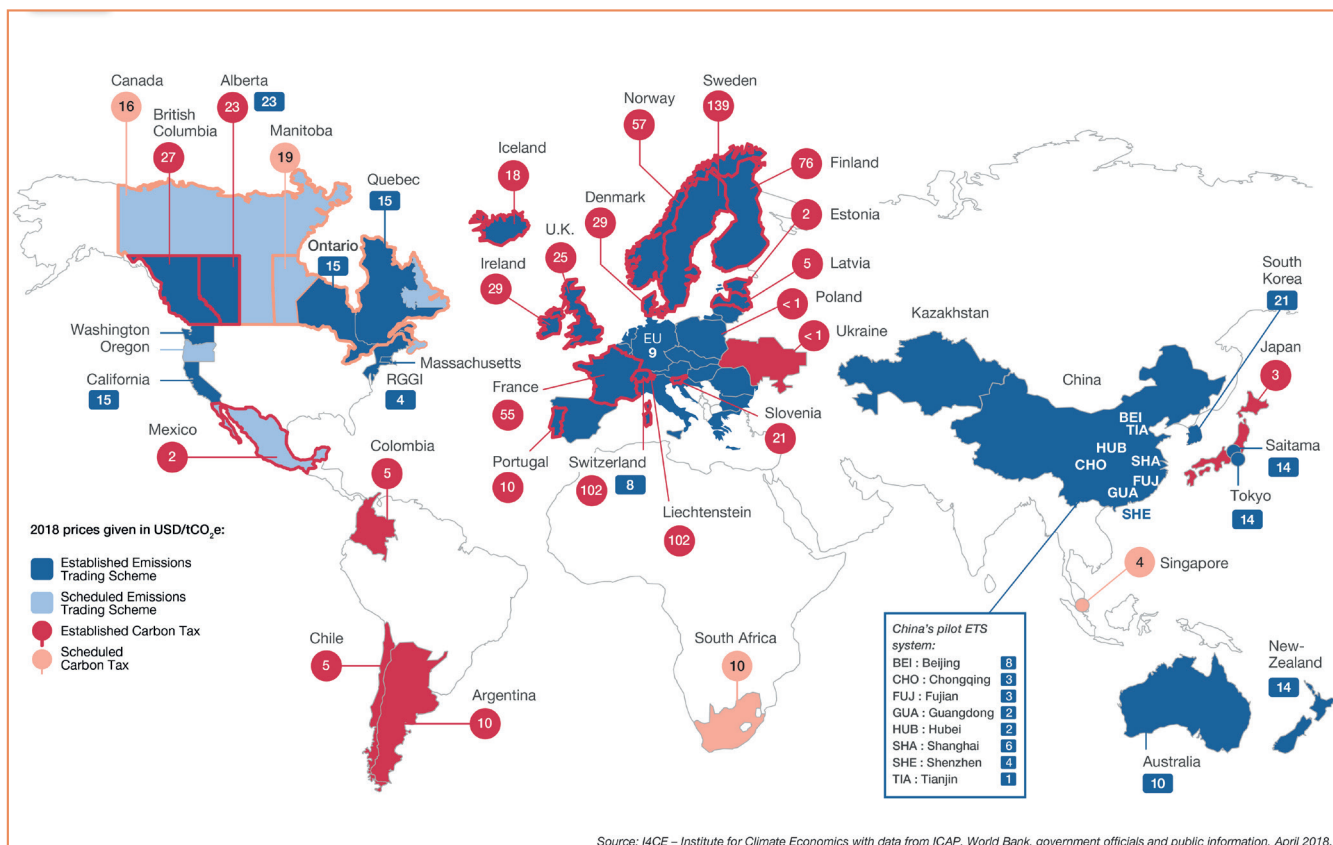 Canada
16
Alberta
23
23
British
Columbia
27
Manitoba
19
Quebec
15
Ontario
15
Washington
Oregon
California
15
Massachusetts
RGGI
4
Mexico
2
Colombia
5
Chile
5
Argentina
10
Iceland
18
Norway
57
Sweden
139
Finland
76
Denmark
29
Estonia
2
U.K.
25
Ireland
29
Latvia
5
Poland
< 1
Ukraine
< 1
EU
9
France
55
Slovenia
21
Portugal
10
Switzerland
102
8
Liechtenstein
102
South Africa
10
Kazakhstan
China
BEI
TIA
HUB
CHO
SHA
FUJ
GUA
SHE
South
Korea
21
Japan
3
Saitama
14
Tokyo
14
4
Singapore
New-
Zealand
14
Australia
10
2018 prices given in USD/tCO₂e:
Established Emissions
Trading Scheme
Scheduled Emissions
Trading Scheme
Established Carbon Tax
Scheduled
Carbon Tax
China's pilot ETS
system:
BEI : Beijing 8
CHO : Chongqing 3
FUJ : Fujian 3
GUA : Guangdong 2
HUB : Hubei 2
SHA : Shanghai 6
SHE : Shenzhen 4
TIA : Tianjin 1
Source: I4CE – Institute for Climate Economics with data from ICAP, World Bank, government officials and public information, April 2018.